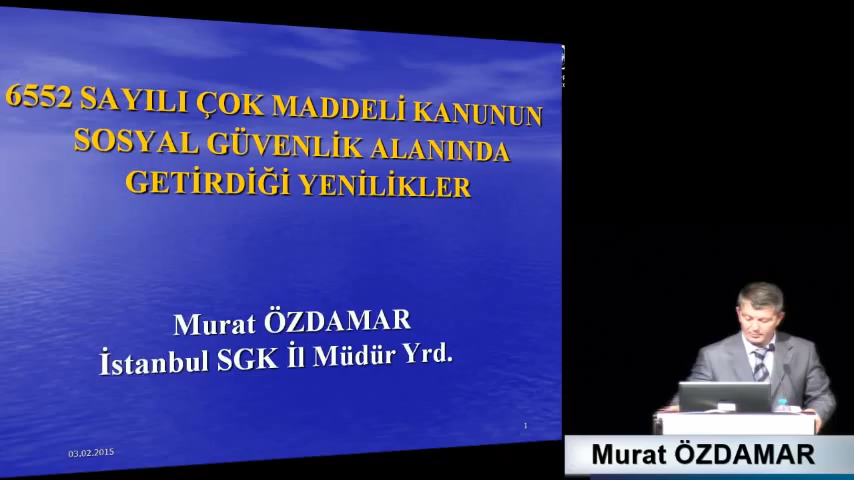 6552 SAYILI ÇOK MADDELİ KANUNUN
SOSYAL GÜVENLİK ALANINDA
GETİRDİĞİ YENİLİKLER
Murat ÖZDAMAR
İstanbul SGK İl Müdür Yrd.
1
03.02.2015
Murat ÖZDAMAR